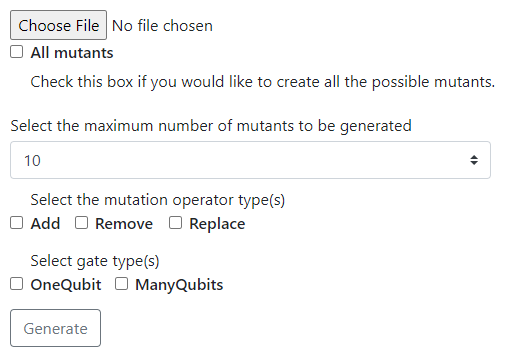 Choose File No file chosen
All mutants
Check this box if you would like to create all the possible mutants.
Select the maximum number of mutants to be generated
10
Select the mutation operator type(s)
Add Remove Replace
Select gate type(s)
OneQubit ManyQubits
Generate